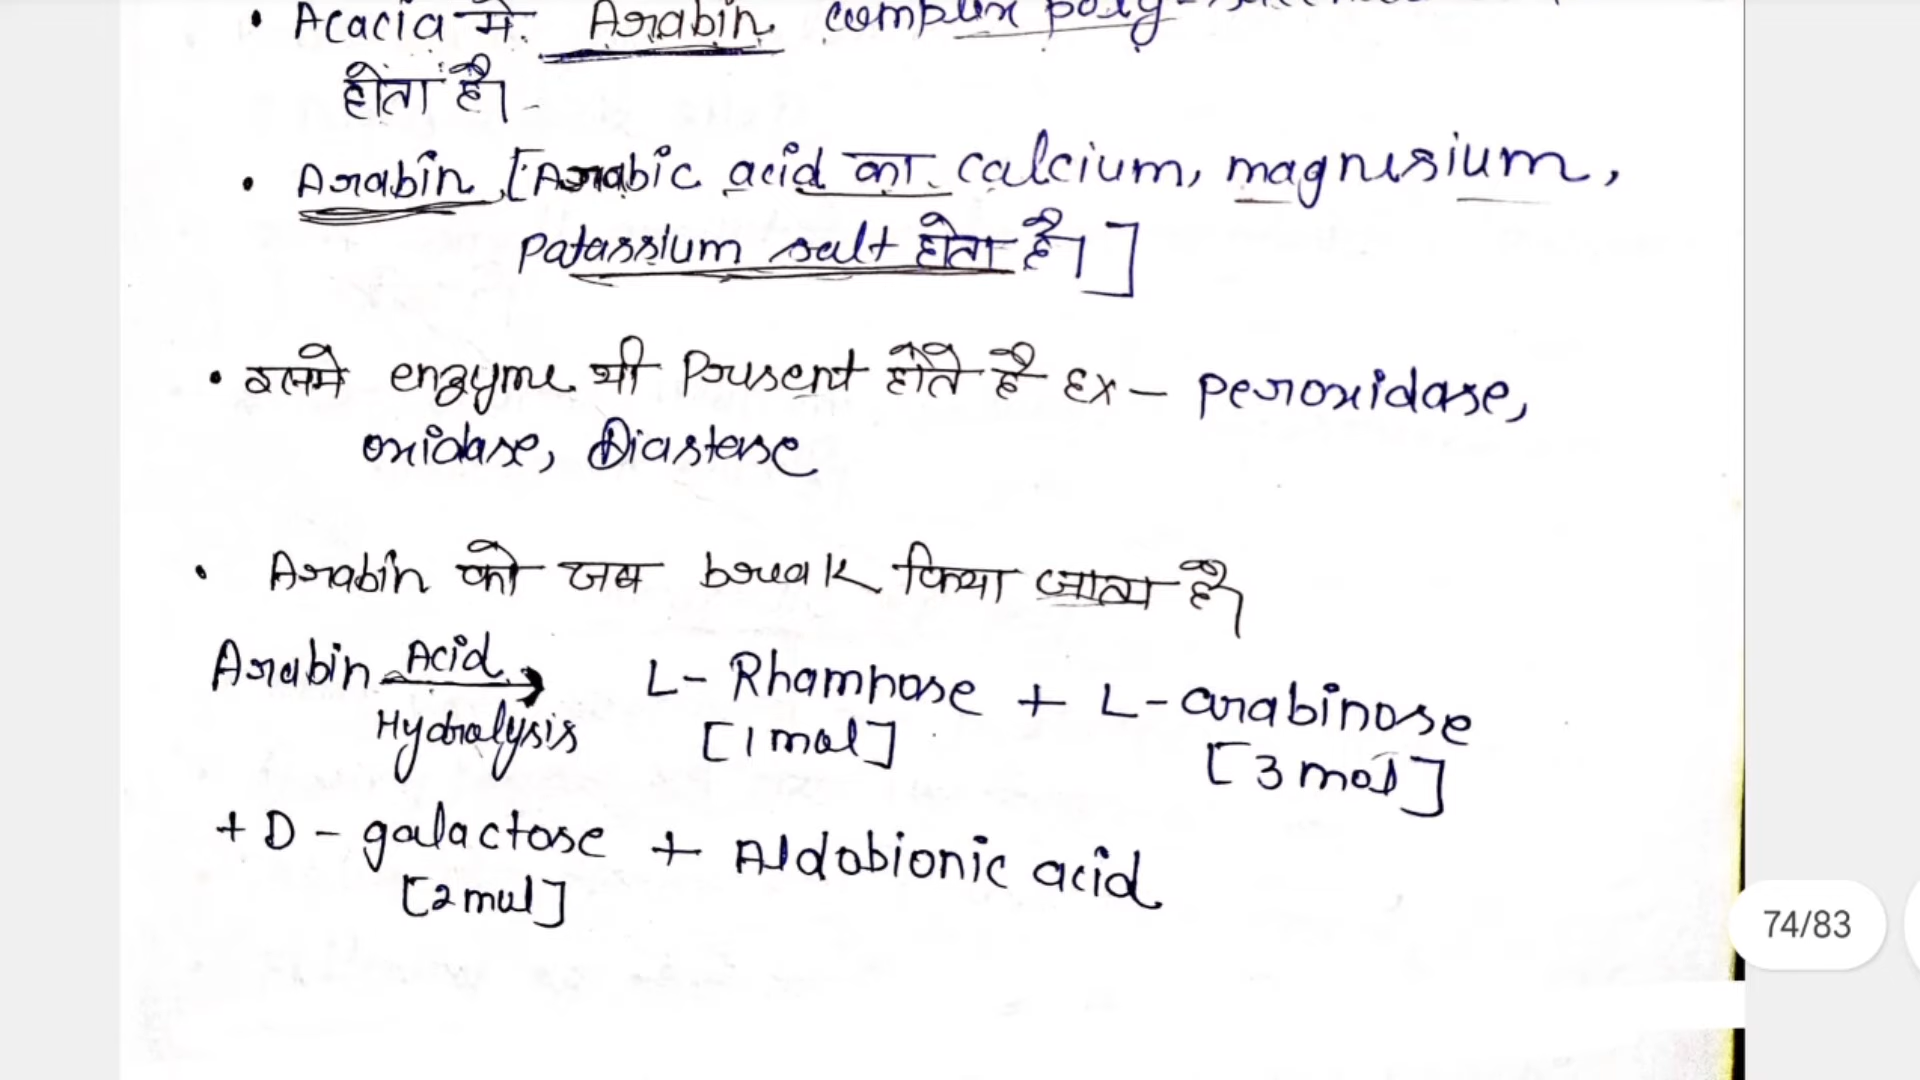 • Acacia में Arabin complex poly
होता है।
• Arabin [Arabic acid का calcium, magnesium,
Potassium salt होता है।]
• इसमे enzyme भी Present होते है Ex – Peroxidase,
oxidase, Diastase
• Arabin को जब break किया जाता है।
Arabin Acid Hydrolysis → L- Rhamnose + L-arabinose
[1 mol] [3 mol]
+ D – galactose + Aldobionic acid
[2 mol]
74/83